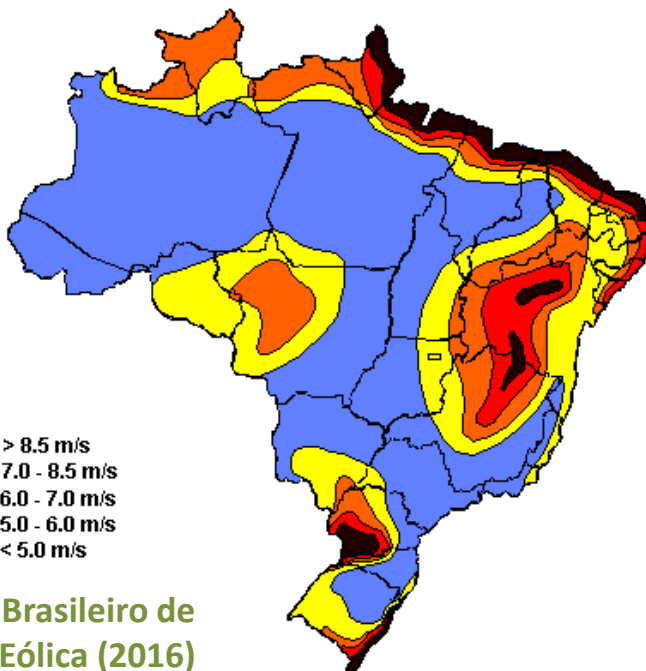 > 8.5 m/s
7.0 - 8.5 m/s
6.0 - 7.0 m/s
5.0 - 6.0 m/s
< 5.0 m/s
Brasileiro de
Eólica (2016)